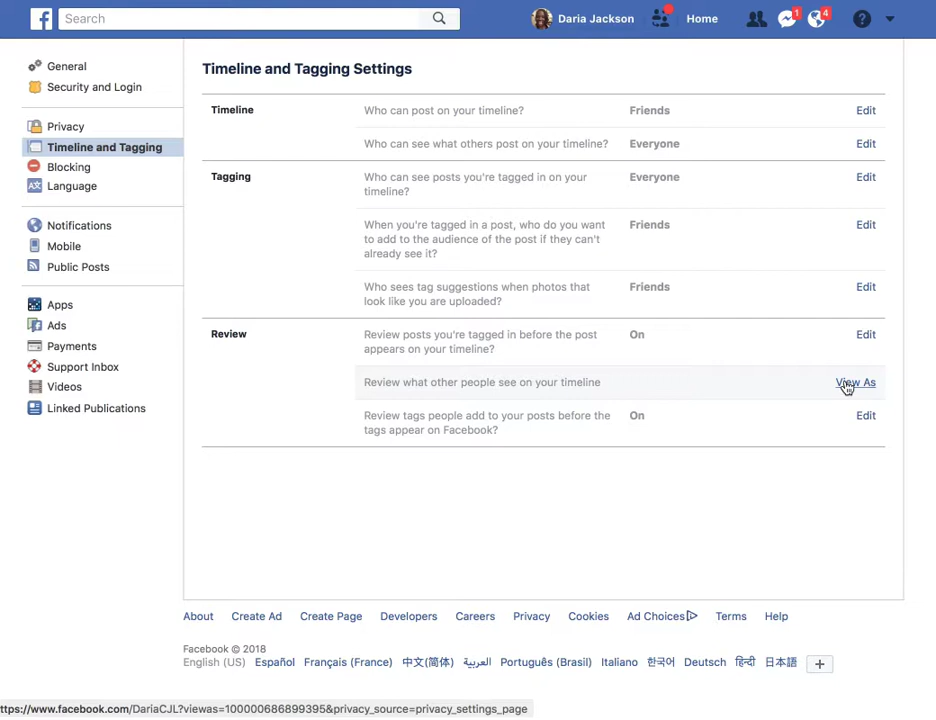 Search
Daria Jackson
Home
1
4
General
Security and Login
Privacy
Timeline and Tagging
Blocking
Language
Notifications
Mobile
Public Posts
Apps
Ads
Payments
Support Inbox
Videos
Linked Publications
Timeline and Tagging Settings
Timeline
Who can post on your timeline?
Friends
Edit
Who can see what others post on your timeline?
Everyone
Edit
Tagging
Who can see posts you're tagged in on your
timeline?
Everyone
Edit
When you're tagged in a post, who do you want
to add to the audience of the post if they can't
already see it?
Friends
Edit
Who sees tag suggestions when photos that
look like you are uploaded?
Friends
Edit
Review
Review posts you're tagged in before the post
appears on your timeline?
On
Edit
Review what other people see on your timeline
View As
Review tags people add to your posts before the
tags appear on Facebook?
On
Edit
About Create Ad Create Page Developers Careers Privacy Cookies Ad Choices Terms Help
Facebook © 2018
English (US) Español Français (France) 中文(简体) العربية Português (Brasil) Italiano 한국어 Deutsch हिन्दी 日本語
ttps://www.facebook.com/DariaCJL?viewas=100000686899395&privacy_source=privacy_settings_page